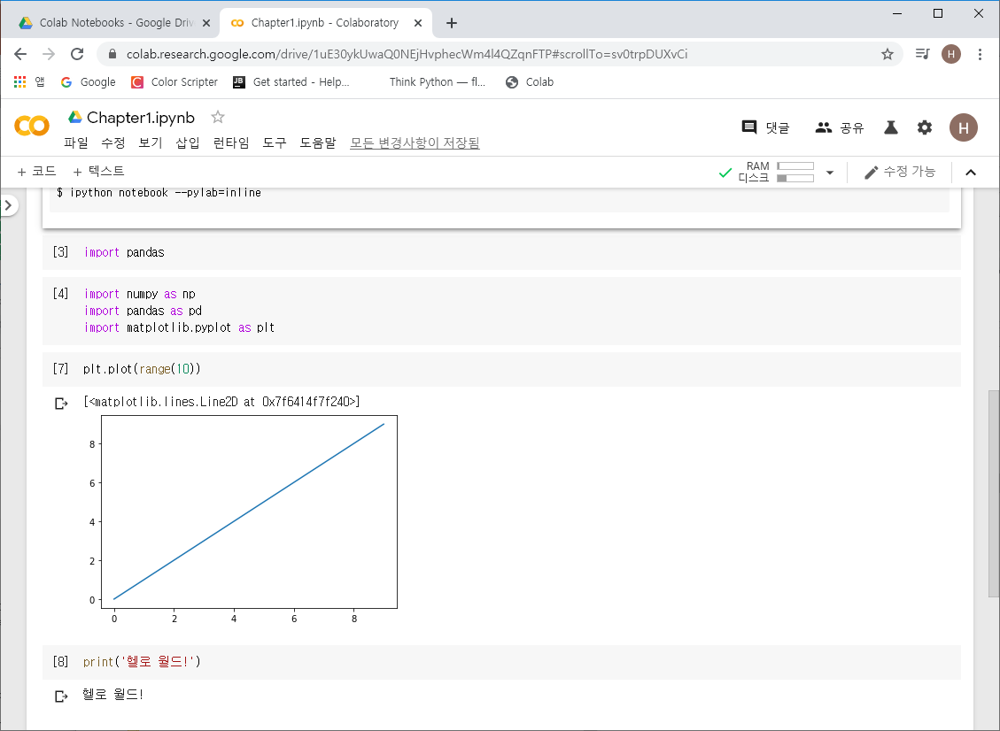 Colab Notebooks - Google Driv
Chapter1.ipynb - Colaboratory
colab.research.google.com/drive/1uE30ykUwaQ0NEjHvphecWm4l4QZqnFTP#scrollTo=sv0trpDUXvCi
H
앱 Google Color Scripter Get started - Help... Think Python — fl... Colab
Chapter1.ipynb
댓글 공유 H
파일 수정 보기 삽입 런타임 도구 도움말 모든 변경사항이 저장됨
+ 코드 + 텍스트
RAM
디스크
수정 가능
$ ipython notebook --pylab=inline
[3] import pandas
[4] import numpy as np
import pandas as pd
import matplotlib.pyplot as plt
[7] plt.plot(range(10))
[<matplotlib.lines.Line2D at 0x7f6414f7f240>]
8
6
4
2
0
0 2 4 6 8
[8] print('헬로 월드!')
헬로 월드!